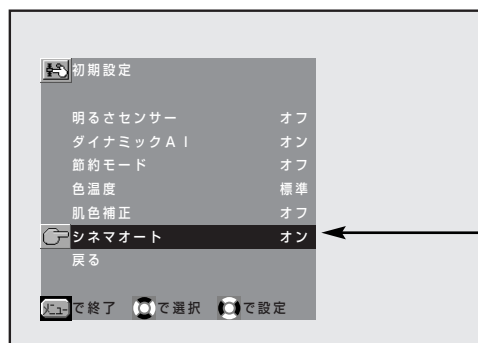 初期設定
明るさセンサー オフ
ダイナミックAI オン
節約モード オフ
色温度 標準
肌色補正 オフ
シネマオート オン
戻る
メニューで終了 で選択 で設定